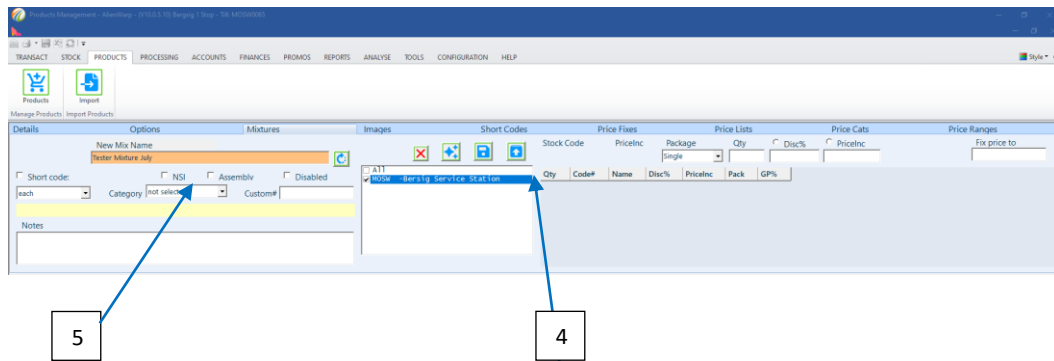 Products Management - AlienWep - (\\10.0.5.10) Bergsig 1 Stop - Till: MOSW0093
TRANSACT STOCK PRODUCTS PROCESSING ACCOUNTS FINANCES PROMOS REPORTS ANALYSE TOOLS CONFIGURATION HELP
Style
Products Import
Manage Products Import Products
Details Options Mixtures Images Short Codes Price Fixes Price Lists Price Cats Price Ranges
New Mix Name
Tester Mixture July
Stock Code PriceInc Package Qty Disc% PriceInc Fix price to
Single
All
MOSW -Bersig Service Station
Qty Code# Name Disc% PriceInc Pack GP%
Short code: NSI Assembly Disabled
each Category not selec Custom#
Notes
5
4